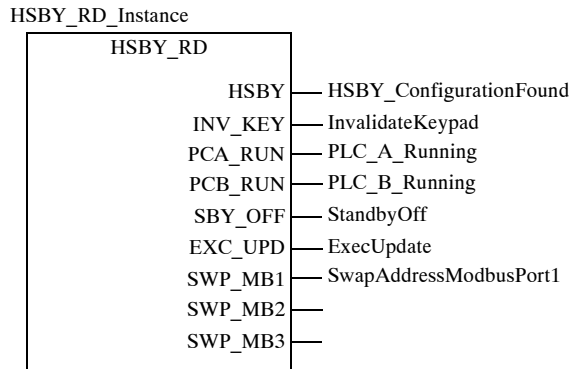 HSBY_RD_Instance
HSBY_RD
HSBY HSBY_ConfigurationFound
INV_KEY InvalidateKeypad
PCA_RUN PLC_A_Running
PCB_RUN PLC_B_Running
SBY_OFF StandbyOff
EXC_UPD ExecUpdate
SWP_MB1 SwapAddressModbusPort1
SWP_MB2
SWP_MB3